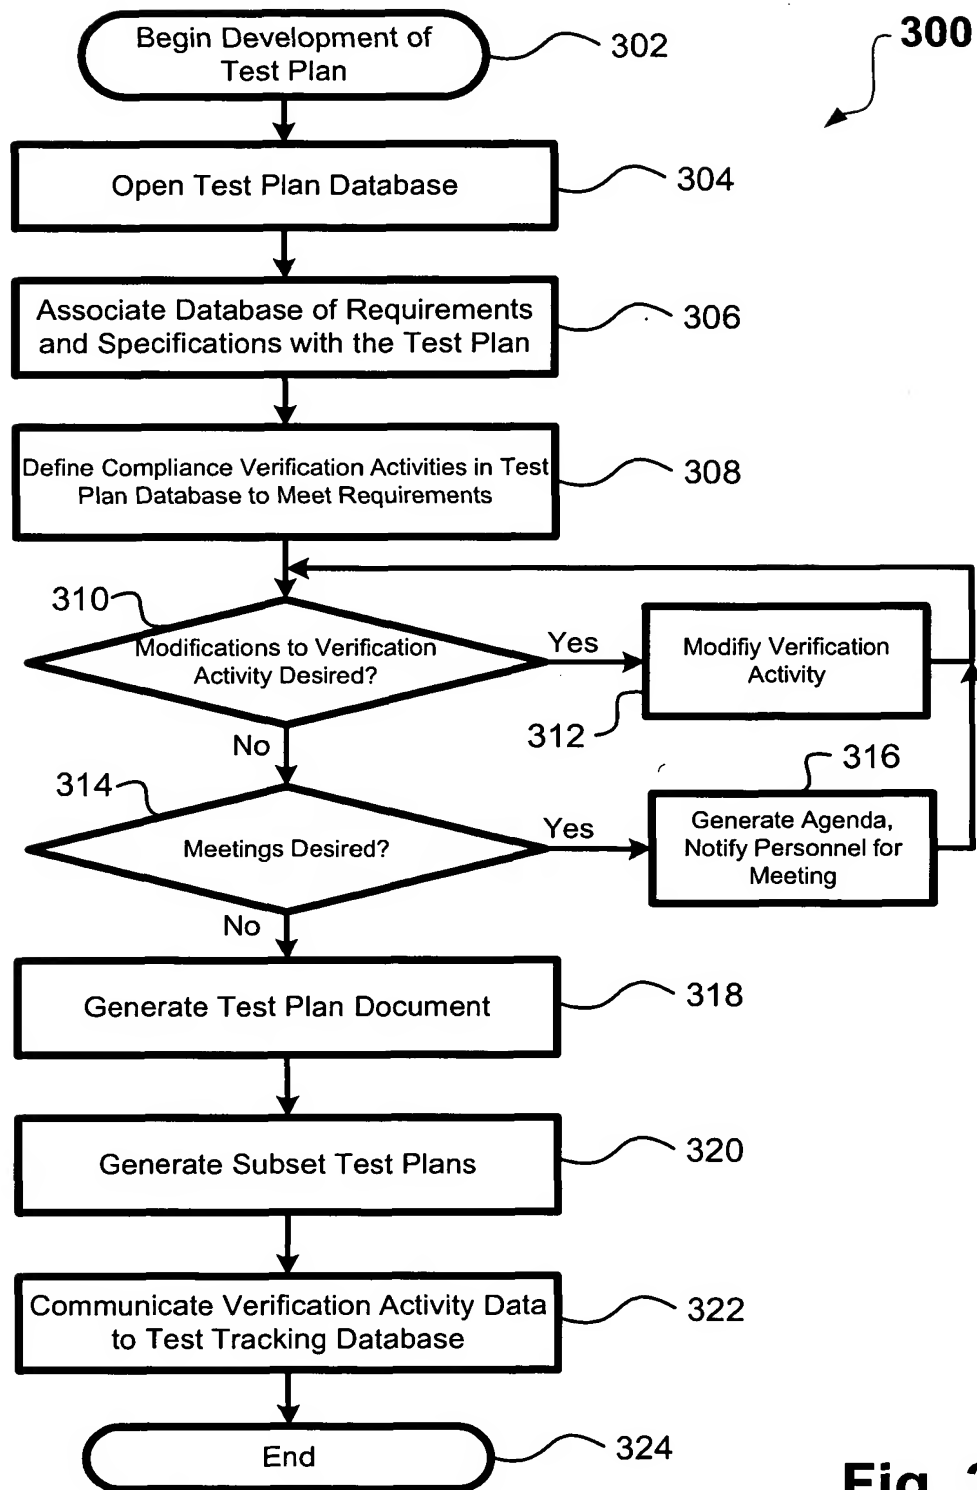 300
Begin Development of
Test Plan
302
Open Test Plan Database
304
Associate Database of Requirements
and Specifications with the Test Plan
306
Define Compliance Verification Activities in Test
Plan Database to Meet Requirements
308
310
Modifications to Verification
Activity Desired?
Yes
Modifiy Verification
Activity
312
No
314
Meetings Desired?
Yes
316
Generate Agenda,
Notify Personnel for
Meeting
No
Generate Test Plan Document
318
Generate Subset Test Plans
320
Communicate Verification Activity Data
to Test Tracking Database
322
End
324
Fig.